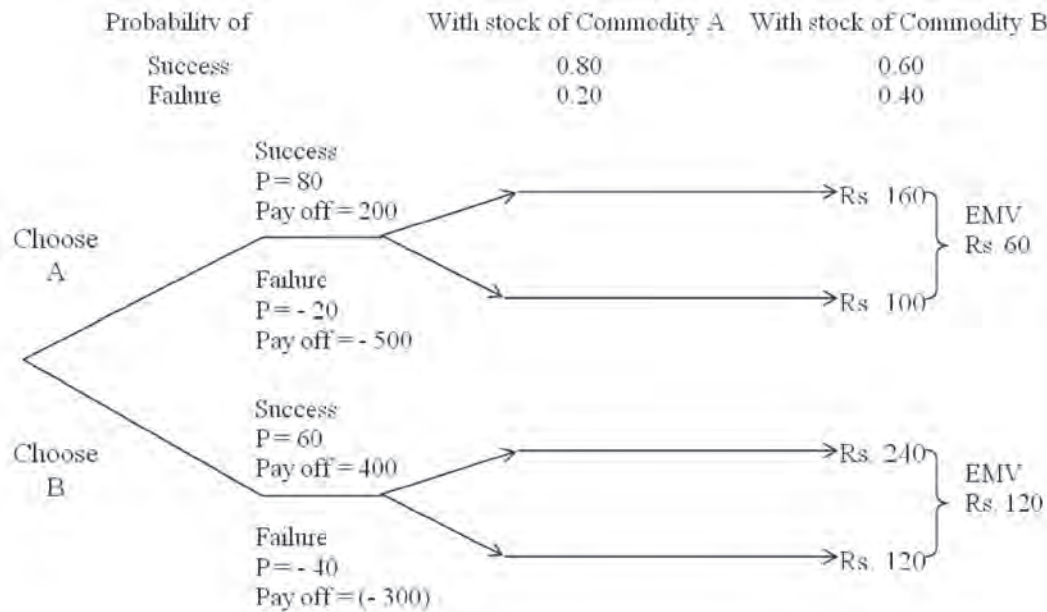 Probability of With stock of Commodity A With stock of Commodity B
Success 0.80 0.60
Failure 0.20 0.40
Success
P = 80
Pay off = 200
Rs. 160
Choose
A
EMV
Rs. 60
Failure
P = - 20
Pay off = - 500
Rs. 100
Success
P = 60
Pay off = 400
Rs. 240
Choose
B
EMV
Rs. 120
Failure
P = - 40
Pay off = (- 300)
Rs. 120